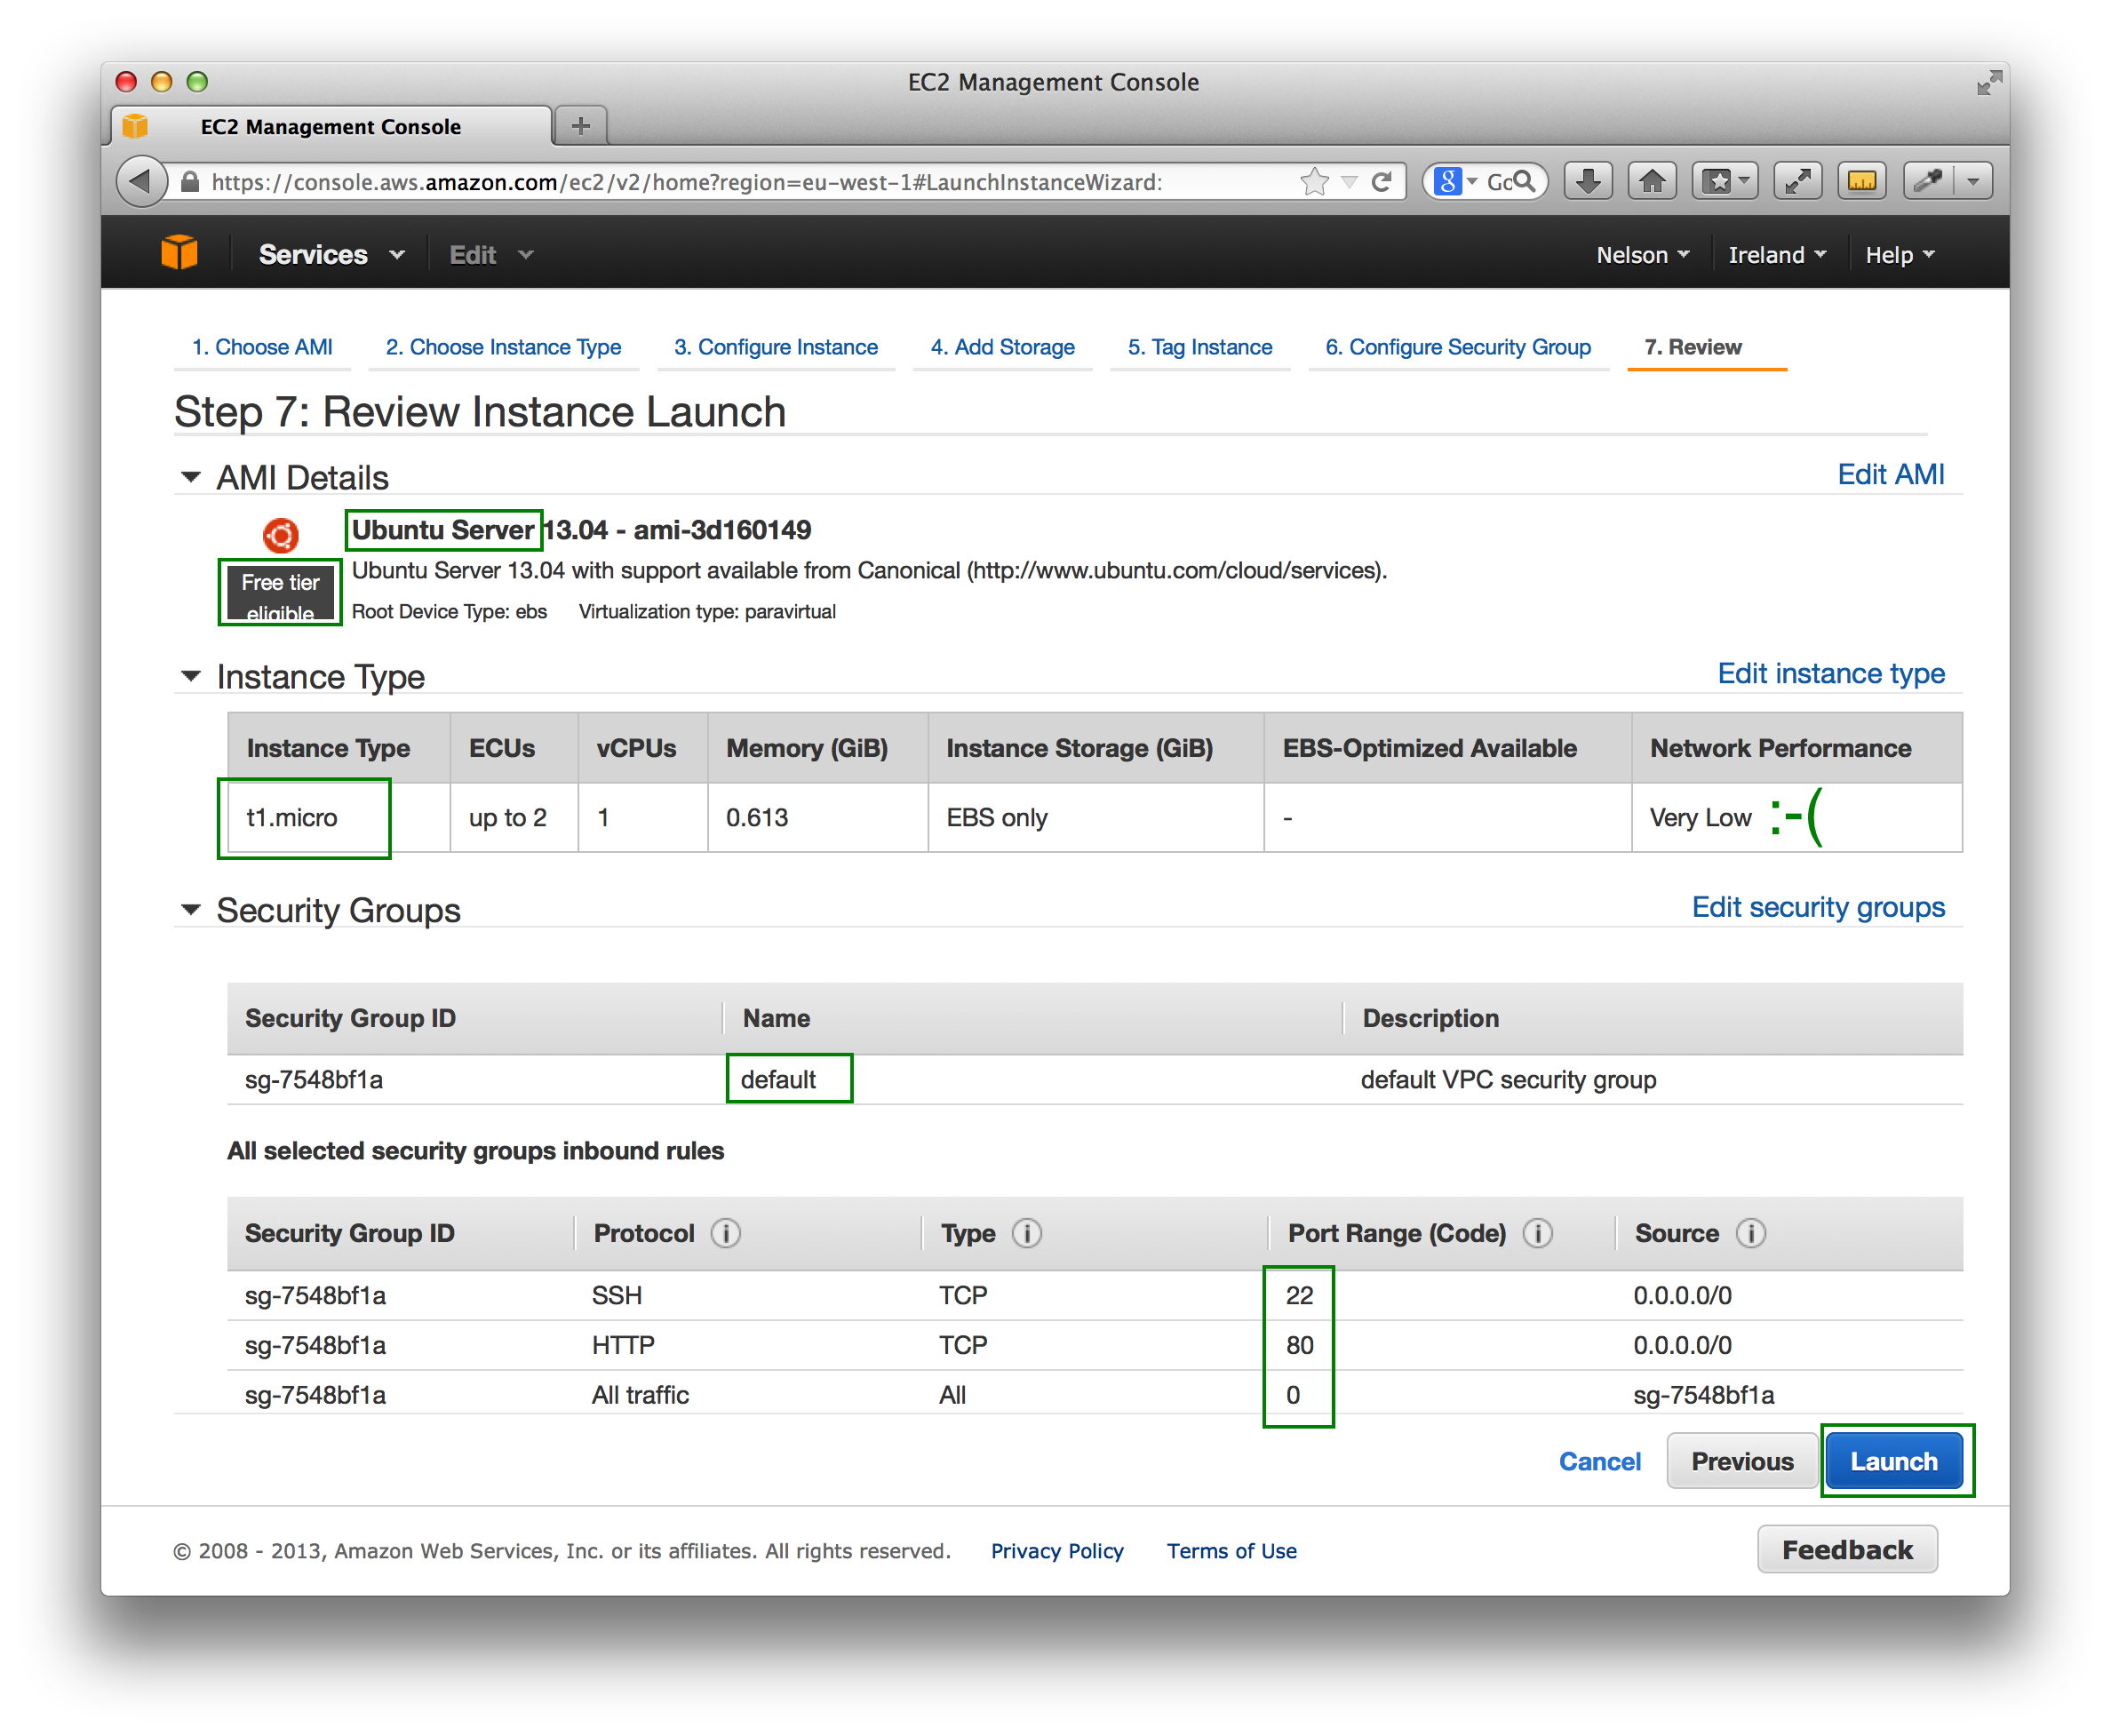 EC2 Management Console
EC2 Management Console
https://console.aws.amazon.com/ec2/v2/home?region=eu-west-1#LaunchInstanceWizard:
Services Edit Nelson Ireland Help
1. Choose AMI 2. Choose Instance Type 3. Configure Instance 4. Add Storage 5. Tag Instance 6. Configure Security Group 7. Review
Step 7: Review Instance Launch
AMI Details Edit AMI
Ubuntu Server 13.04 - ami-3d160149
Free tier eligible
Ubuntu Server 13.04 with support available from Canonical (http://www.ubuntu.com/cloud/services).
Root Device Type: ebs Virtualization type: paravirtual
Instance Type Edit instance type
Instance Type ECUs vCPUs Memory (GiB) Instance Storage (GiB) EBS-Optimized Available Network Performance
t1.micro up to 2 1 0.613 EBS only - Very Low :-(
Security Groups Edit security groups
Security Group ID Name Description
sg-7548bf1a default default VPC security group
All selected security groups inbound rules
Security Group ID Protocol Type Port Range (Code) Source
sg-7548bf1a SSH TCP 22 0.0.0.0/0
sg-7548bf1a HTTP TCP 80 0.0.0.0/0
sg-7548bf1a All traffic All 0 sg-7548bf1a
Cancel Previous Launch
© 2008 - 2013, Amazon Web Services, Inc. or its affiliates. All rights reserved. Privacy Policy Terms of Use Feedback